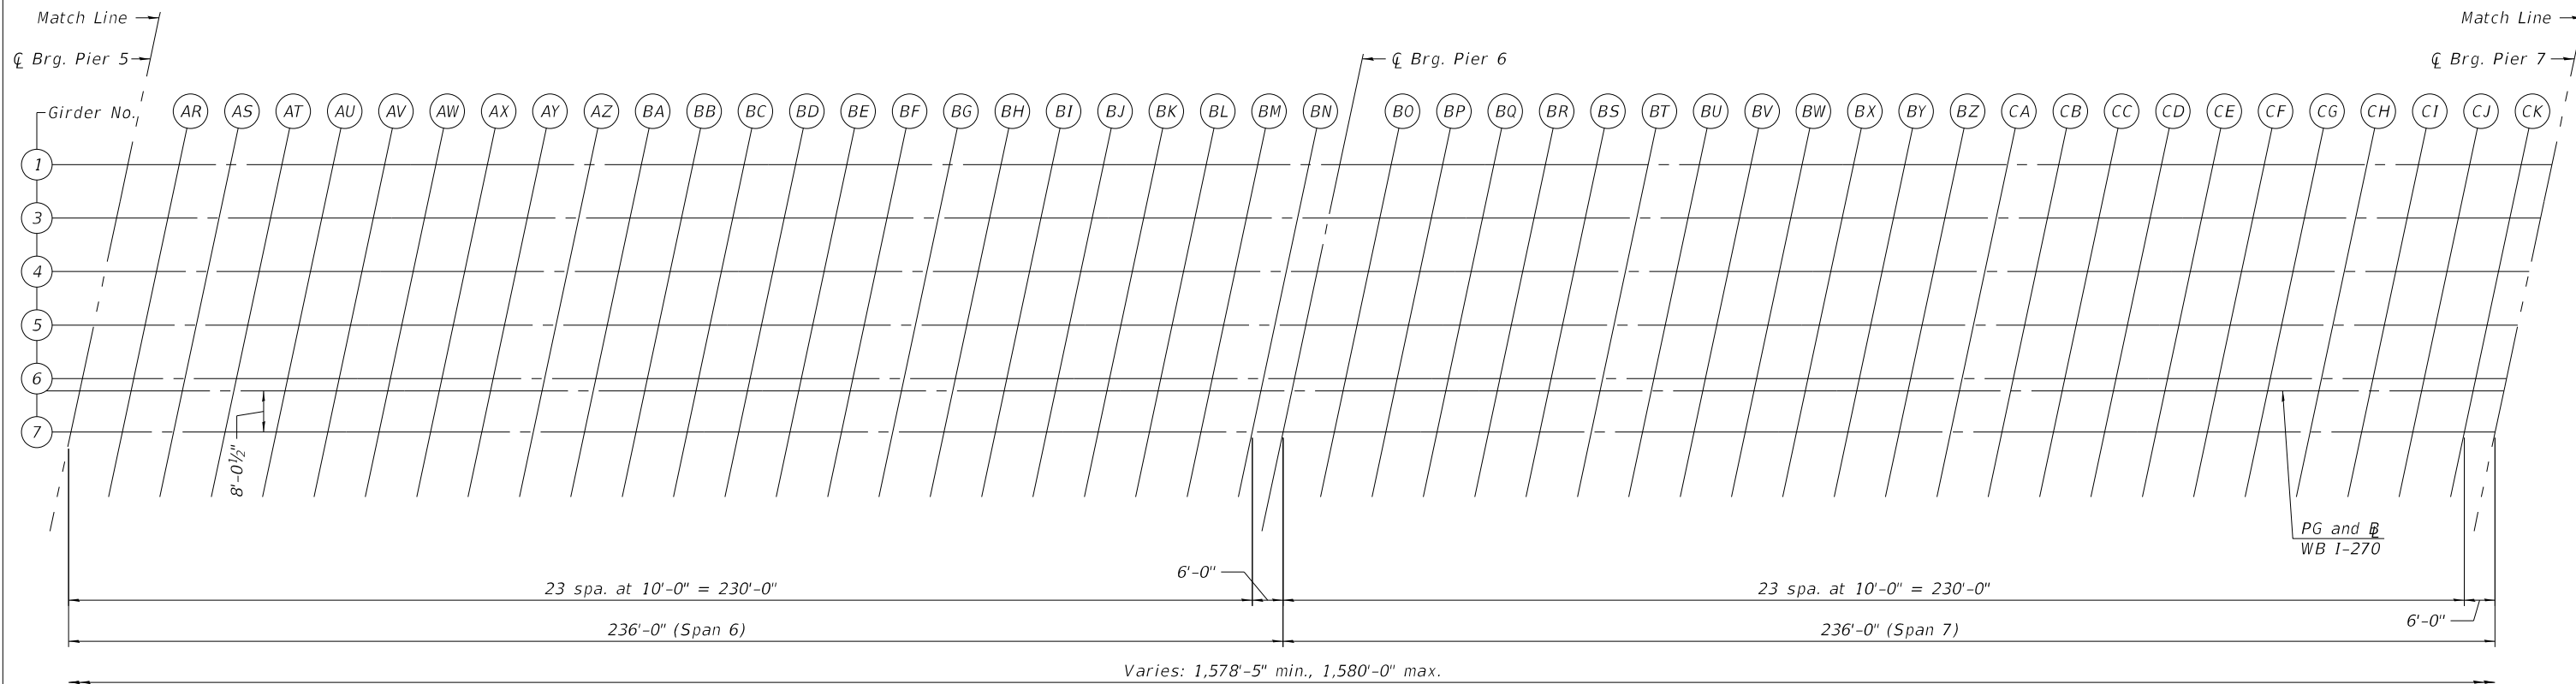 Match Line
Match Line
℄ Brg. Pier 5
℄ Brg. Pier 6
℄ Brg. Pier 7
Girder No.
AR AS AT AU AV AW AX AY AZ BA BB BC BD BE BF BG BH BI BJ BK BL BM BN BO BP BQ BR BS BT BU BV BW BX BY BZ CA CB CC CD CE CF CG CH CI CJ CK
1
3
4
5
6
7
8'-0½"
PG and ℄
WB I-270
6'-0"
23 spa. at 10'-0" = 230'-0"
23 spa. at 10'-0" = 230'-0"
6'-0"
236'-0" (Span 6)
236'-0" (Span 7)
Varies: 1,578'-5" min., 1,580'-0" max.